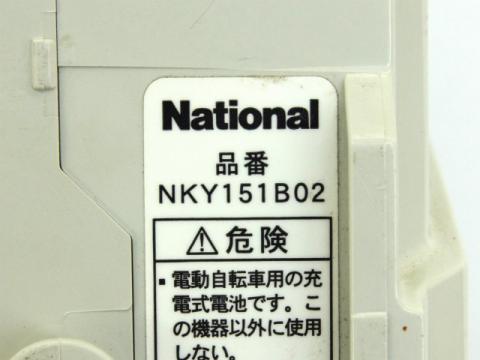 National
品番
NKY151B02
⚠危険
▪電動自転車用の充
電式電池です。こ
の機器以外に使用
しない。